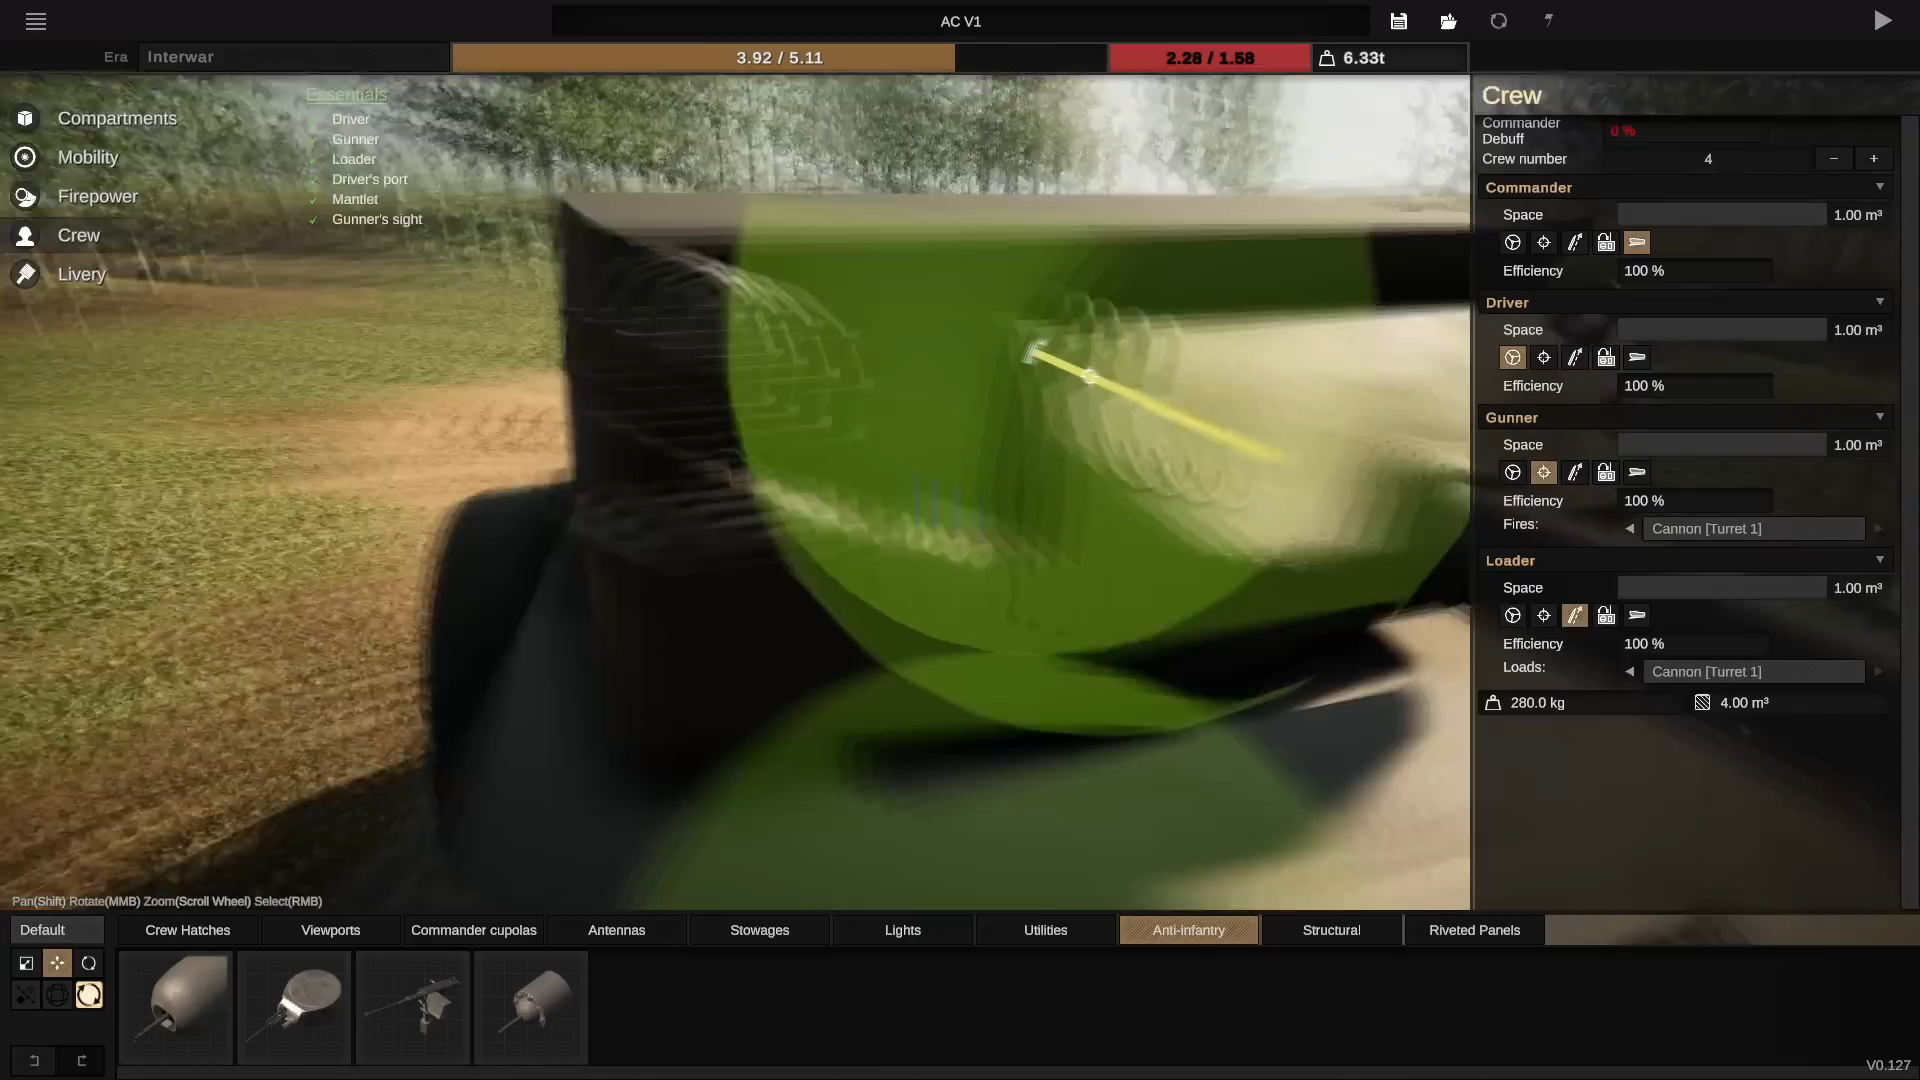 AC V1
Era
Interwar
3.92 / 5.11
2.28 / 1.58
6.33t
Compartments
Mobility
Firepower
Crew
Livery
Essentials
Driver
Gunner
Loader
Driver's port
Mantlet
Gunner's sight
Crew
Commander
Debuff
0 %
Crew number
4
Commander
Space
1.00 m³
Efficiency
100 %
Driver
Space
1.00 m³
Efficiency
100 %
Gunner
Space
1.00 m³
Efficiency
100 %
Fires:
Cannon [Turret 1]
Loader
Space
1.00 m³
Efficiency
100 %
Loads:
Cannon [Turret 1]
280.0 kg
4.00 m³
Pan(Shift) Rotate(MMB) Zoom(Scroll Wheel) Select(RMB)
Default
Crew Hatches
Viewports
Commander cupolas
Antennas
Stowages
Lights
Utilities
Anti-infantry
Structural
Riveted Panels
V0.127